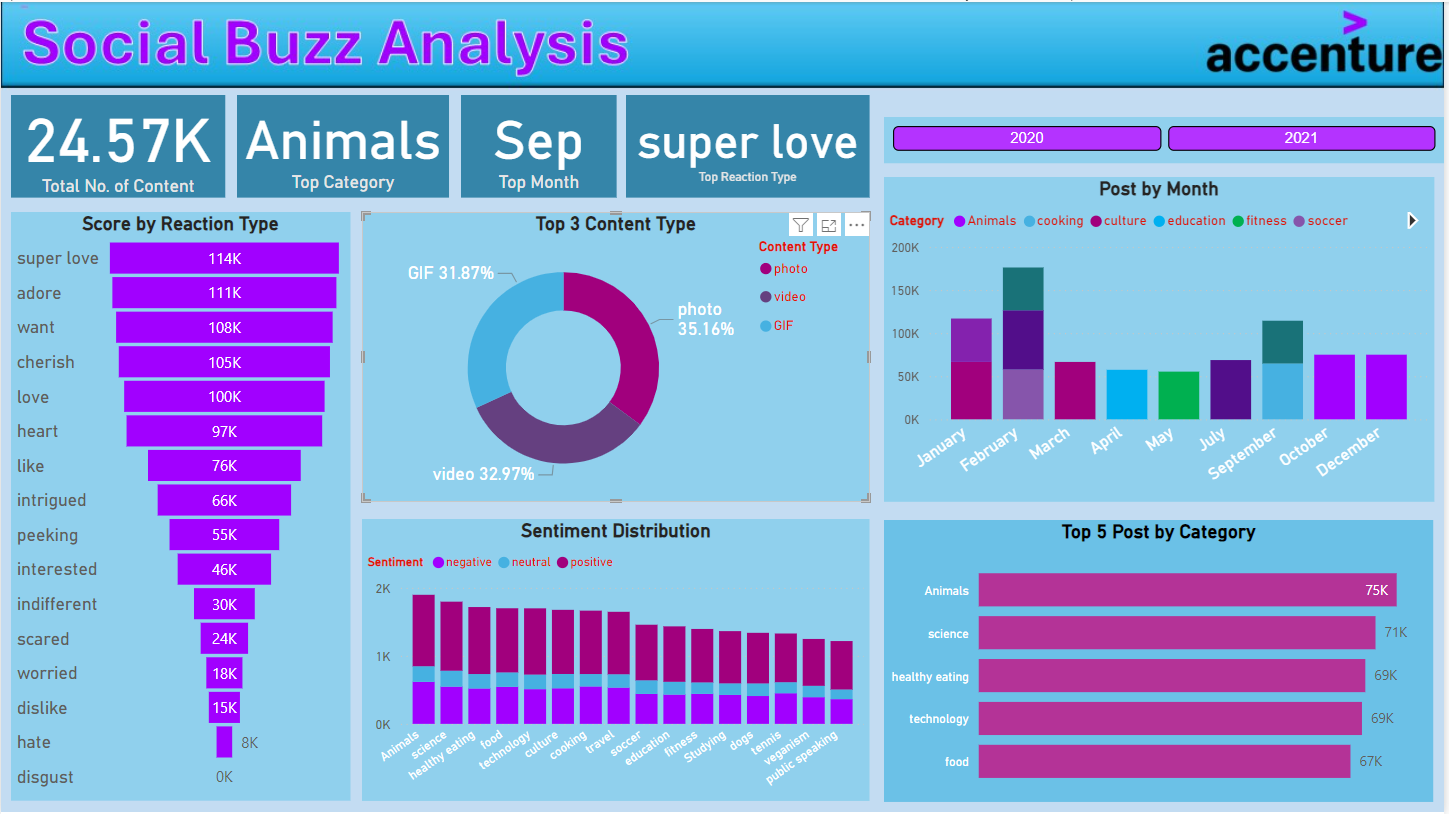 Social Buzz Analysis
>
accenture
24.57K
Total No. of Content
Animals
Top Category
Sep
Top Month
super love
Top Reaction Type
2020
2021
Score by Reaction Type
super love 114K
adore 111K
want 108K
cherish 105K
love 100K
heart 97K
like 76K
intrigued 66K
peeking 55K
interested 46K
indifferent 30K
scared 24K
worried 18K
dislike 15K
hate 8K
disgust 0K
Top 3 Content Type
Content Type
photo
video
GIF
GIF 31.87%
photo
35.16%
video 32.97%
Post by Month
Category Animals cooking culture education fitness soccer
200K
150K
100K
50K
0K
January
February
March
April
May
July
September
October
December
Sentiment Distribution
Sentiment negative neutral positive
2K
1K
0K
Animals
science
healthy eating
food
technology
culture
cooking
travel
soccer
education
fitness
Studying
dogs
tennis
veganism
public speaking
Top 5 Post by Category
Animals 75K
science 71K
healthy eating 69K
technology 69K
food 67K